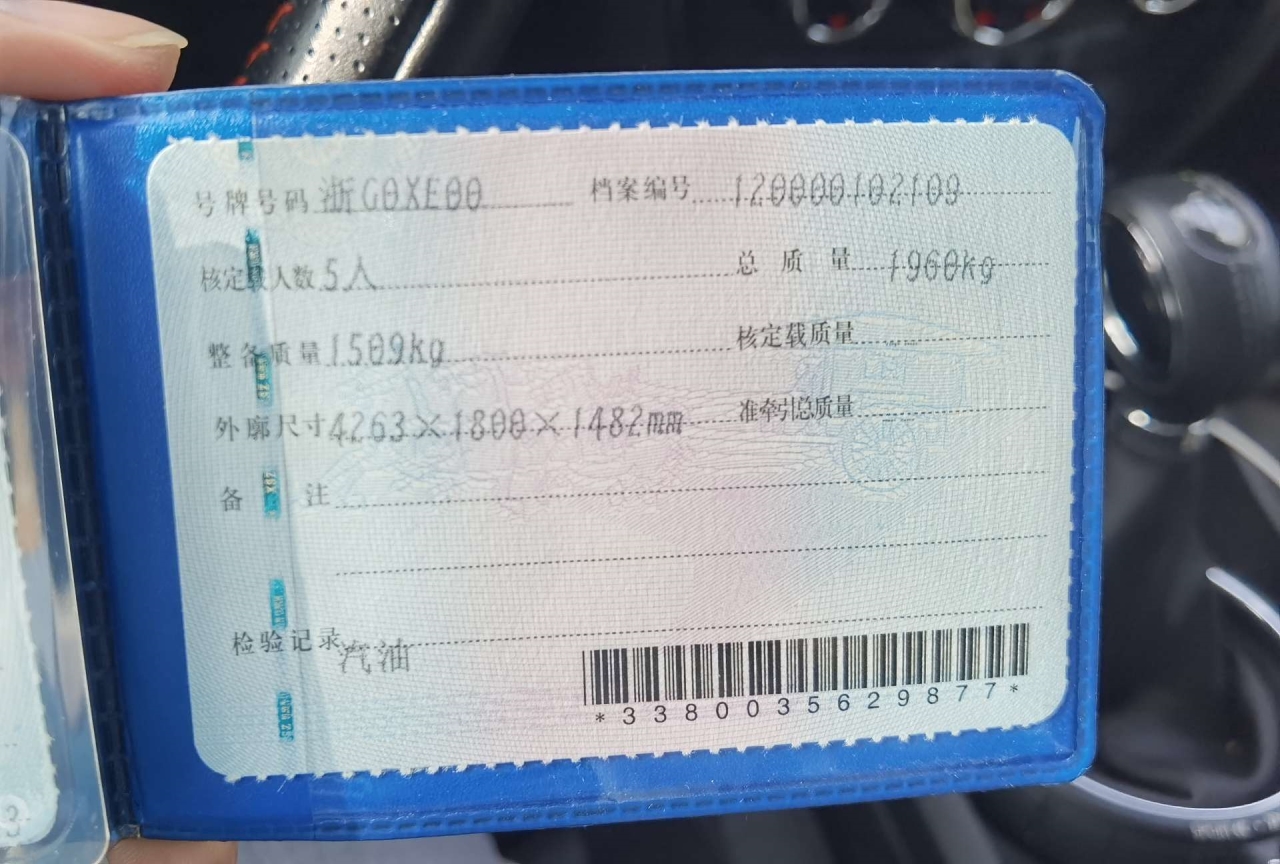 号牌号码 浙G0XE00 档案编号 120000102109
核定载人数 5人 总质量 1960kg
整备质量 1509kg 核定载质量 --
外廓尺寸 4263×1800×1482mm 准牵引总质量 --
备注
检验记录 汽油
*3380035629877*